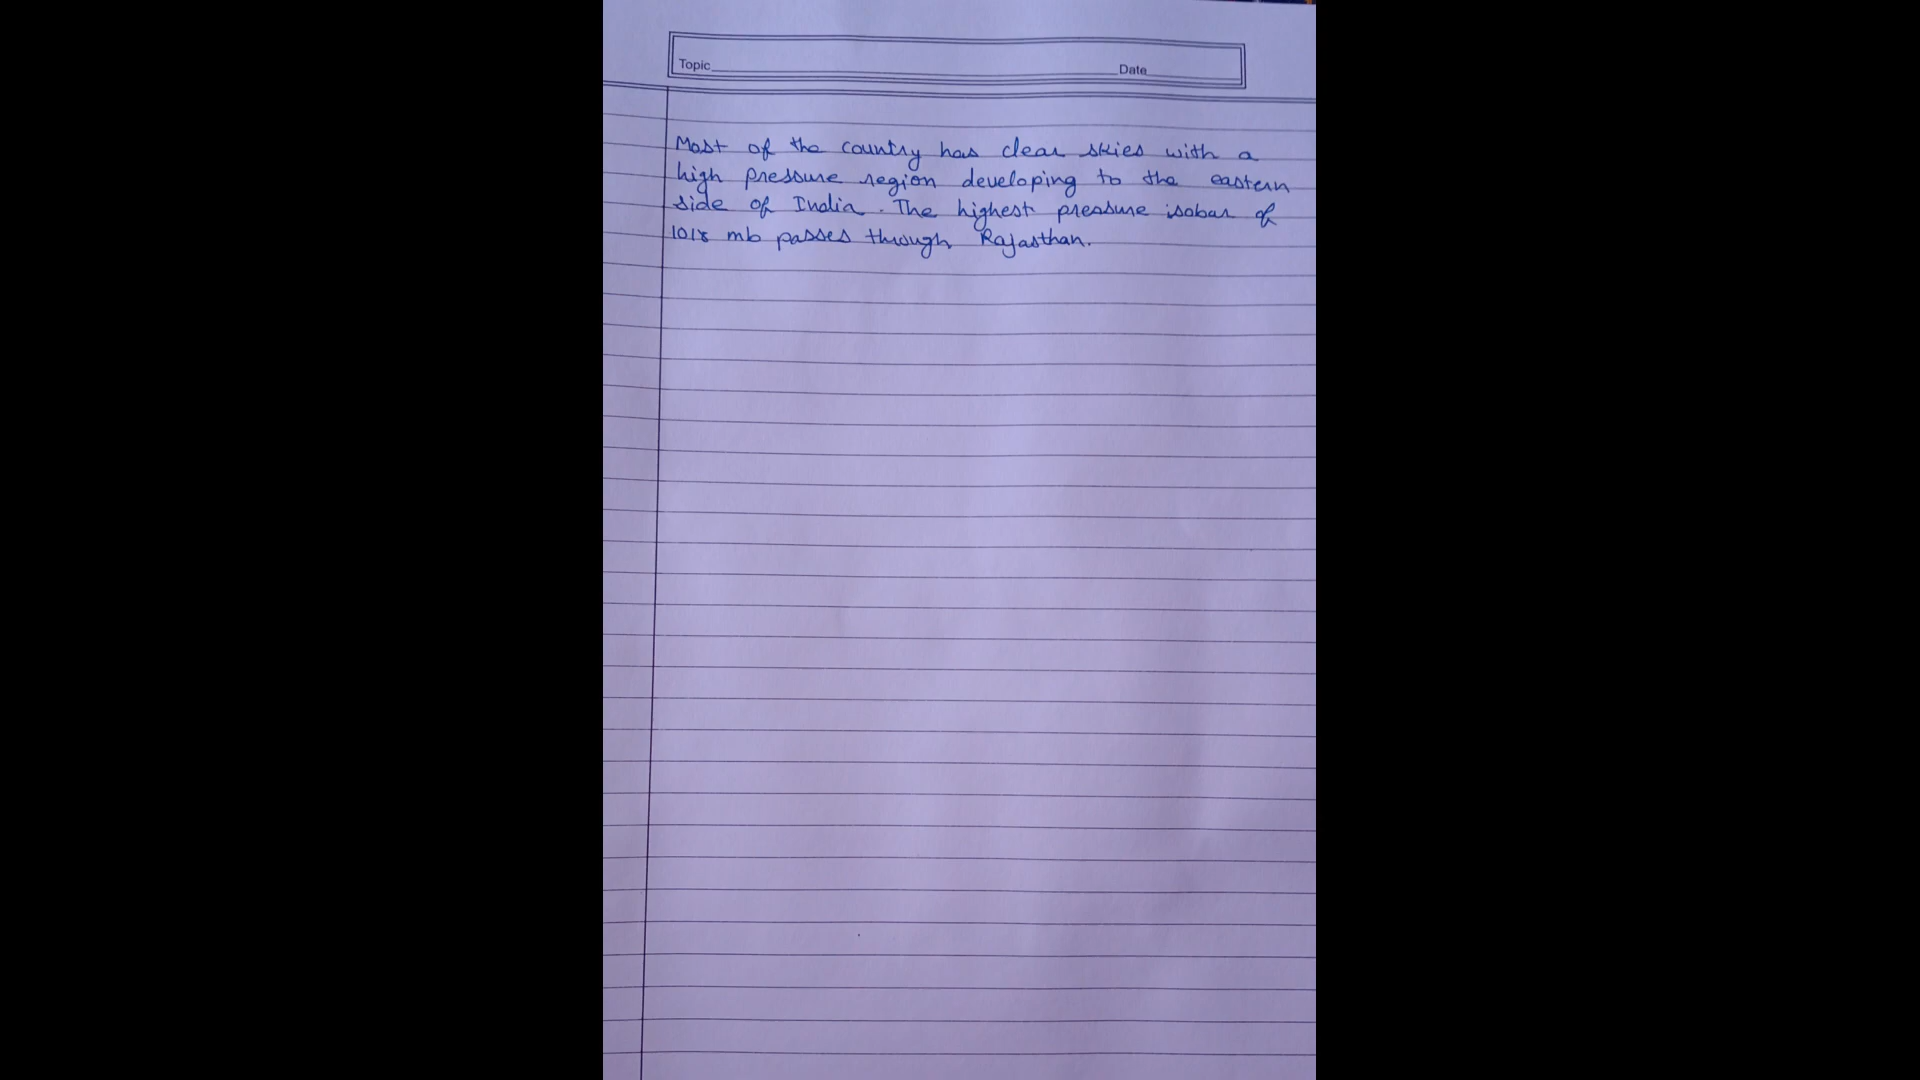 Topic Date
Most of the country has clear skies with a
high pressure region developing to the eastern
side of India. The highest pressure isobar of
1018 mb passes through Rajasthan.